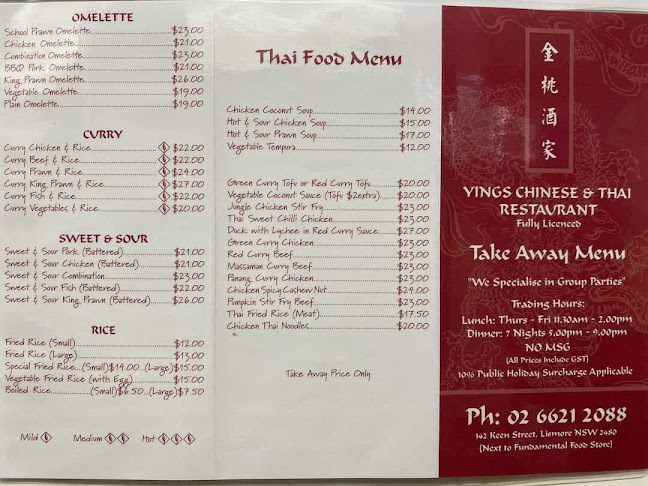 OMELETTE
School Prawn Omelette $23.00
Chicken Omelette $21.00
Combination Omelette $23.00
BBQ Pork Omelette $21.00
King Prawn Omelette $26.00
Vegetable Omelette $19.00
Plain Omelette $19.00
CURRY
Curry Chicken & Rice $22.00
Curry Beef & Rice $22.00
Curry Prawn & Rice $24.00
Curry King Prawn & Rice $27.00
Curry Fish & Rice $22.00
Curry Vegetables & Rice $20.00
SWEET & SOUR
Sweet & Sour Pork (Battered) $21.00
Sweet & Sour Chicken (Battered) $21.00
Sweet & Sour Combination $23.00
Sweet & Sour Fish (Battered) $22.00
Sweet & Sour King Prawn (Battered) $26.00
RICE
Fried Rice (Small) $12.00
Fried Rice (Large) $13.00
Special Fried Rice...(Small)$14.00..(Large)$15.00
Vegetable Fried Rice (with Egg) $15.00
Boiled Rice (Small)$6.50..(Large)$7.50
Mild Medium Hot
Thai Food Menu
Chicken Coconut Soup $14.00
Hot & Sour Chicken Soup $15.00
Hot & Sour Prawn Soup $17.00
Vegetable Tempura $12.00
Green Curry Tofu or Red Curry Tofu $20.00
Vegetable Coconut Sauce (Tofu $2extra) $20.00
Jungle Chicken Stir Fry $23.00
Thai Sweet Chilli Chicken $23.00
Duck with Lychee in Red Curry Sauce $27.00
Green Curry Chicken $23.00
Red Curry Beef $23.00
Massaman Curry Beef $23.00
Panang Curry Chicken $23.00
Chicken Spicy Cashew Nut $24.00
Pumpkin Stir Fry Beef $23.00
Thai Fried Rice (Meat) $17.50
Chicken Thai Noodles $20.00
Take Away Price Only
金桃酒家
YINGS CHINESE & THAI
RESTAURANT
Fully Licenced
Take Away Menu
"We Specialise in Group Parties"
Trading Hours:
Lunch: Thurs - Fri 11.30am - 2.00pm
Dinner: 7 Nights 5.00pm - 9.00pm
NO MSG
(All Prices Include GST)
10% Public Holiday Surcharge Applicable
Ph: 02 6621 2088
142 Keen Street, Lismore NSW 2480
(Next to Fundamental Food Store)